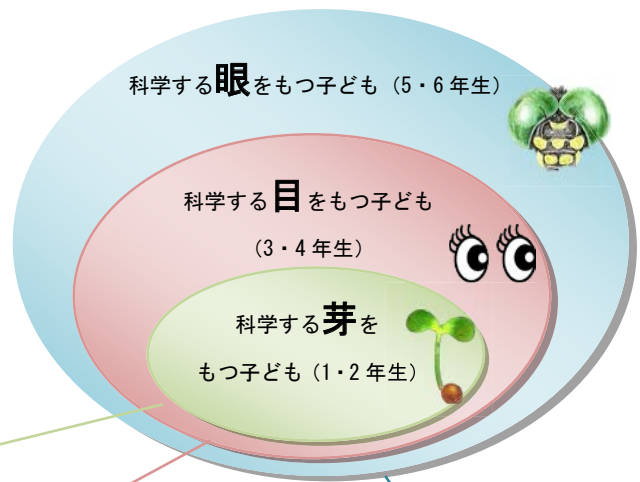 科学する眼をもつ子ども（5・6年生）
科学する目をもつ子ども
（3・4年生）
科学する芽を
もつ子ども（1・2年生）